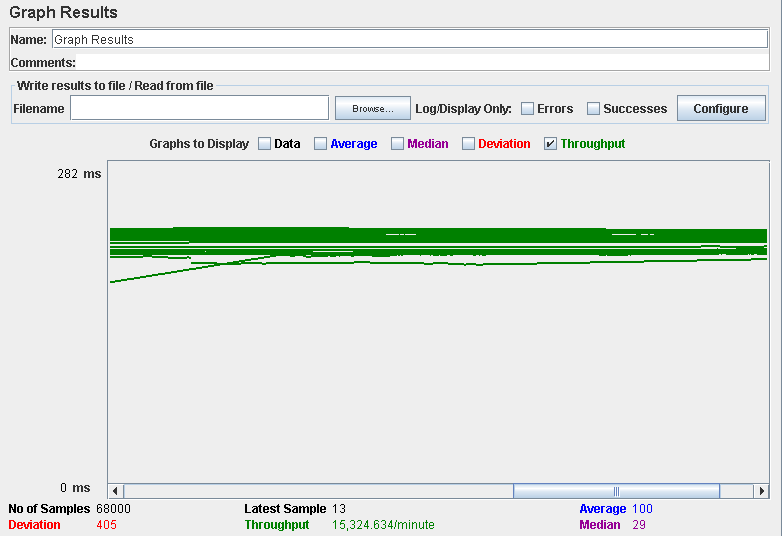 Graph Results
Name: Graph Results
Comments:
Write results to file / Read from file
Filename Browse... Log/Display Only: Errors Successes Configure
Graphs to Display Data Average Median Deviation Throughput
282 ms
0 ms
No of Samples 68000 Latest Sample 13 Average 100
Deviation 405 Throughput 15,324.634/minute Median 29